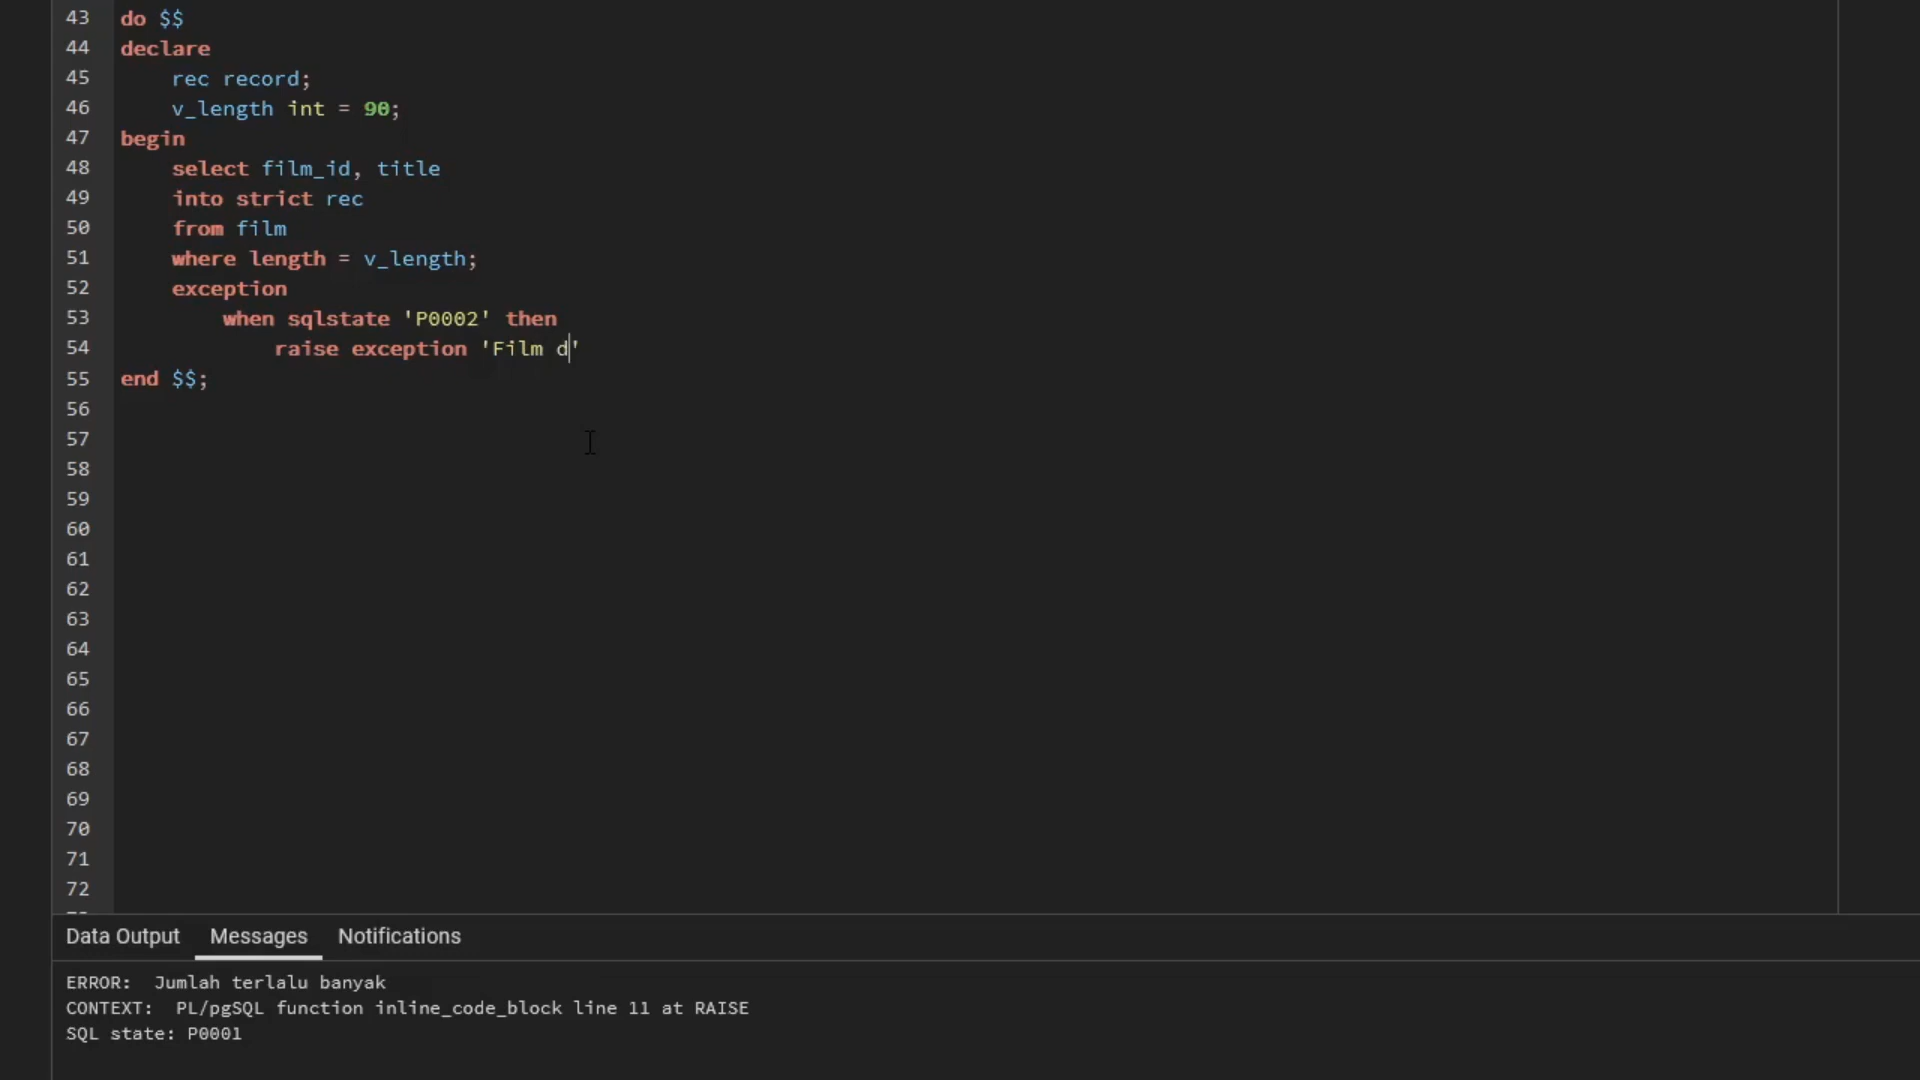 43 do $$
44 declare
45     rec record;
46     v_length int = 90;
47 begin
48     select film_id, title
49     into strict rec
50     from film
51     where length = v_length;
52     exception
53         when sqlstate 'P0002' then
54             raise exception 'Film d'
55 end $$;
56
57
58
59
60
61
62
63
64
65
66
67
68
69
70
71
72
Data Output Messages Notifications
ERROR:  Jumlah terlalu banyak
CONTEXT:  PL/pgSQL function inline_code_block line 11 at RAISE
SQL state: P0001